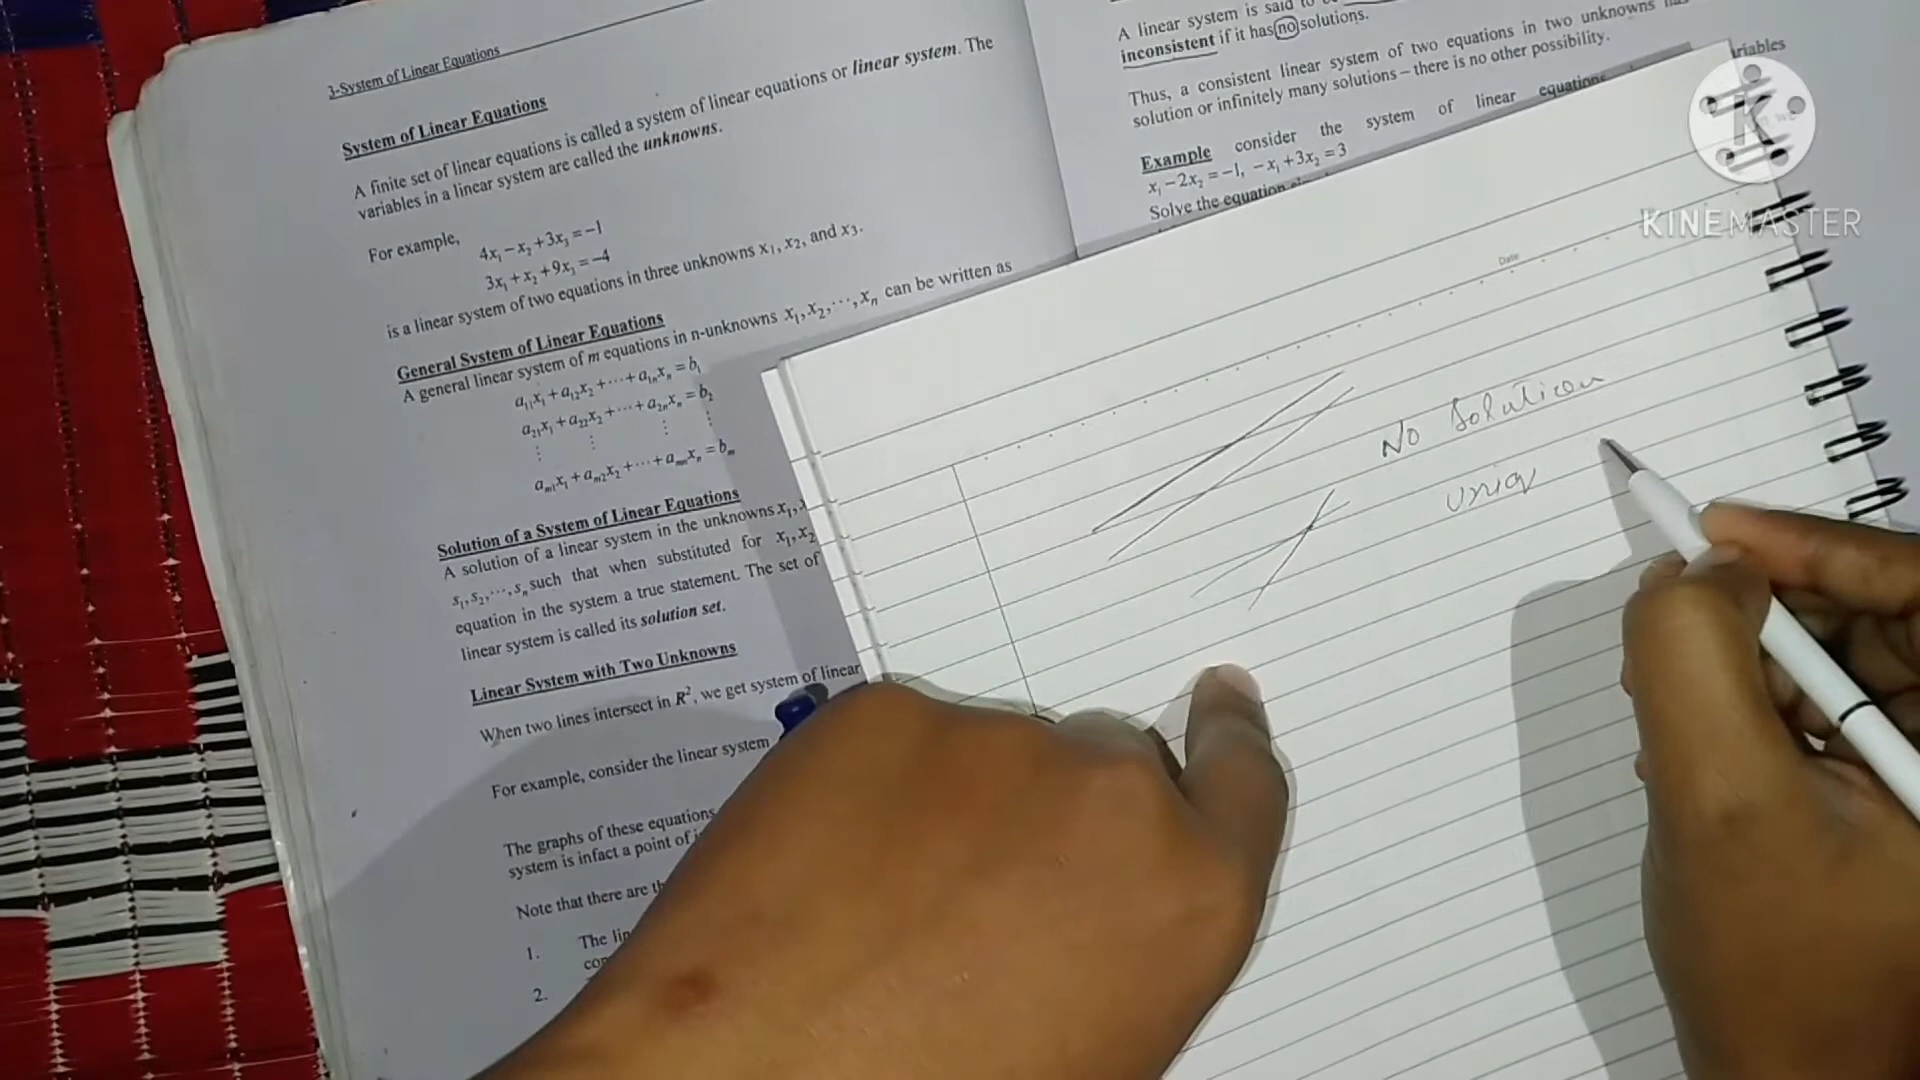 3-System of Linear Equations
System of Linear Equations
A finite set of linear equations is called a system of linear equations or linear system. The
variables in a linear system are called the unknowns.
For example,
4x₁ − x₂ + 3x₃ = −1
3x₁ + x₂ + 9x₃ = −4
is a linear system of two equations in three unknowns x₁, x₂, and x₃.
General System of Linear Equations
A general linear system of m equations in n-unknowns x₁, x₂, ⋯, xₙ can be written as
a₁₁x₁ + a₁₂x₂ + ⋯ + a₁ₙxₙ = b₁
a₂₁x₁ + a₂₂x₂ + ⋯ + a₂ₙxₙ = b₂
⋮ ⋮ ⋮ ⋮
aₘ₁x₁ + aₘ₂x₂ + ⋯ + aₘₙxₙ = bₘ
Solution of a System of Linear Equations
A solution of a linear system in the unknowns x₁,
s₁, s₂, ⋯, sₙ such that when substituted for x₁, x₂
equation in the system a true statement. The set of
linear system is called its solution set.
Linear System with Two Unknowns
When two lines intersect in R², we get system of linear
For example, consider the linear system
The graphs of these equations
system is infact a point of
Note that there are
1. The
2.
A linear system is said to
inconsistent if it has no solutions.
Thus, a consistent linear system of two equations in two unknowns
solution or infinitely many solutions – there is no other possibility.
Example consider the system of linear equations
x₁ − 2x₂ = −1, −x₁ + 3x₂ = 3
Solve the equation
Date
No Solution
Uniq
K
KINEMASTER